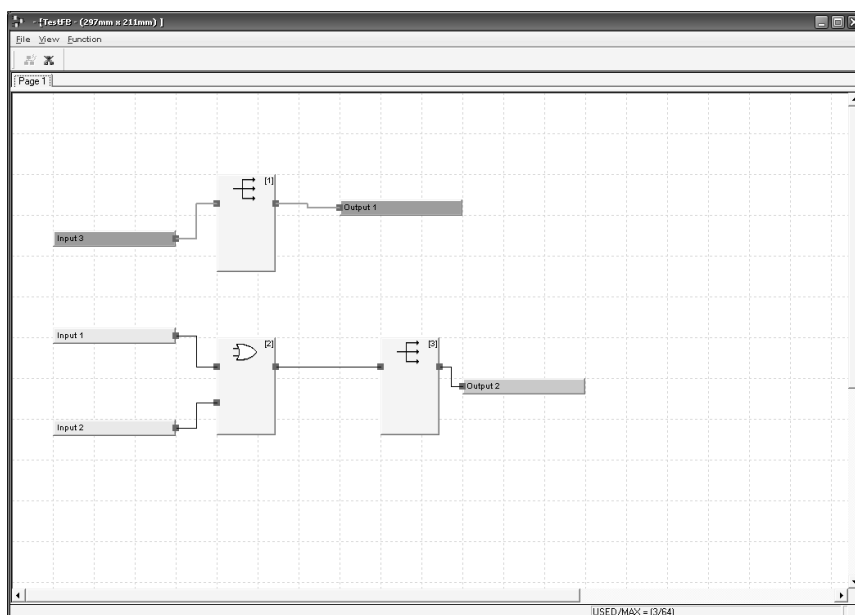 - [TestFB - (297mm x 211mm) ]
File View Function
Page 1
[1]
Output 1
Input 3
Input 1
[2]
[3]
Output 2
Input 2
USED/MAX = (3/64)